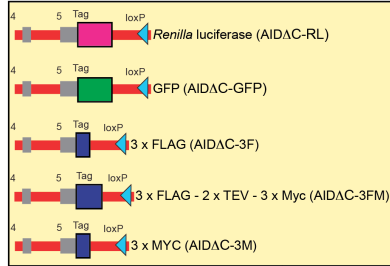 4 5 Tag loxP Renilla luciferase (AIDΔC-RL)
4 5 Tag loxP GFP (AIDΔC-GFP)
4 5 Tag loxP 3 x FLAG (AIDΔC-3F)
4 5 Tag loxP 3 x FLAG - 2 x TEV - 3 x Myc (AIDΔC-3FM)
4 5 Tag loxP 3 x MYC (AIDΔC-3M)